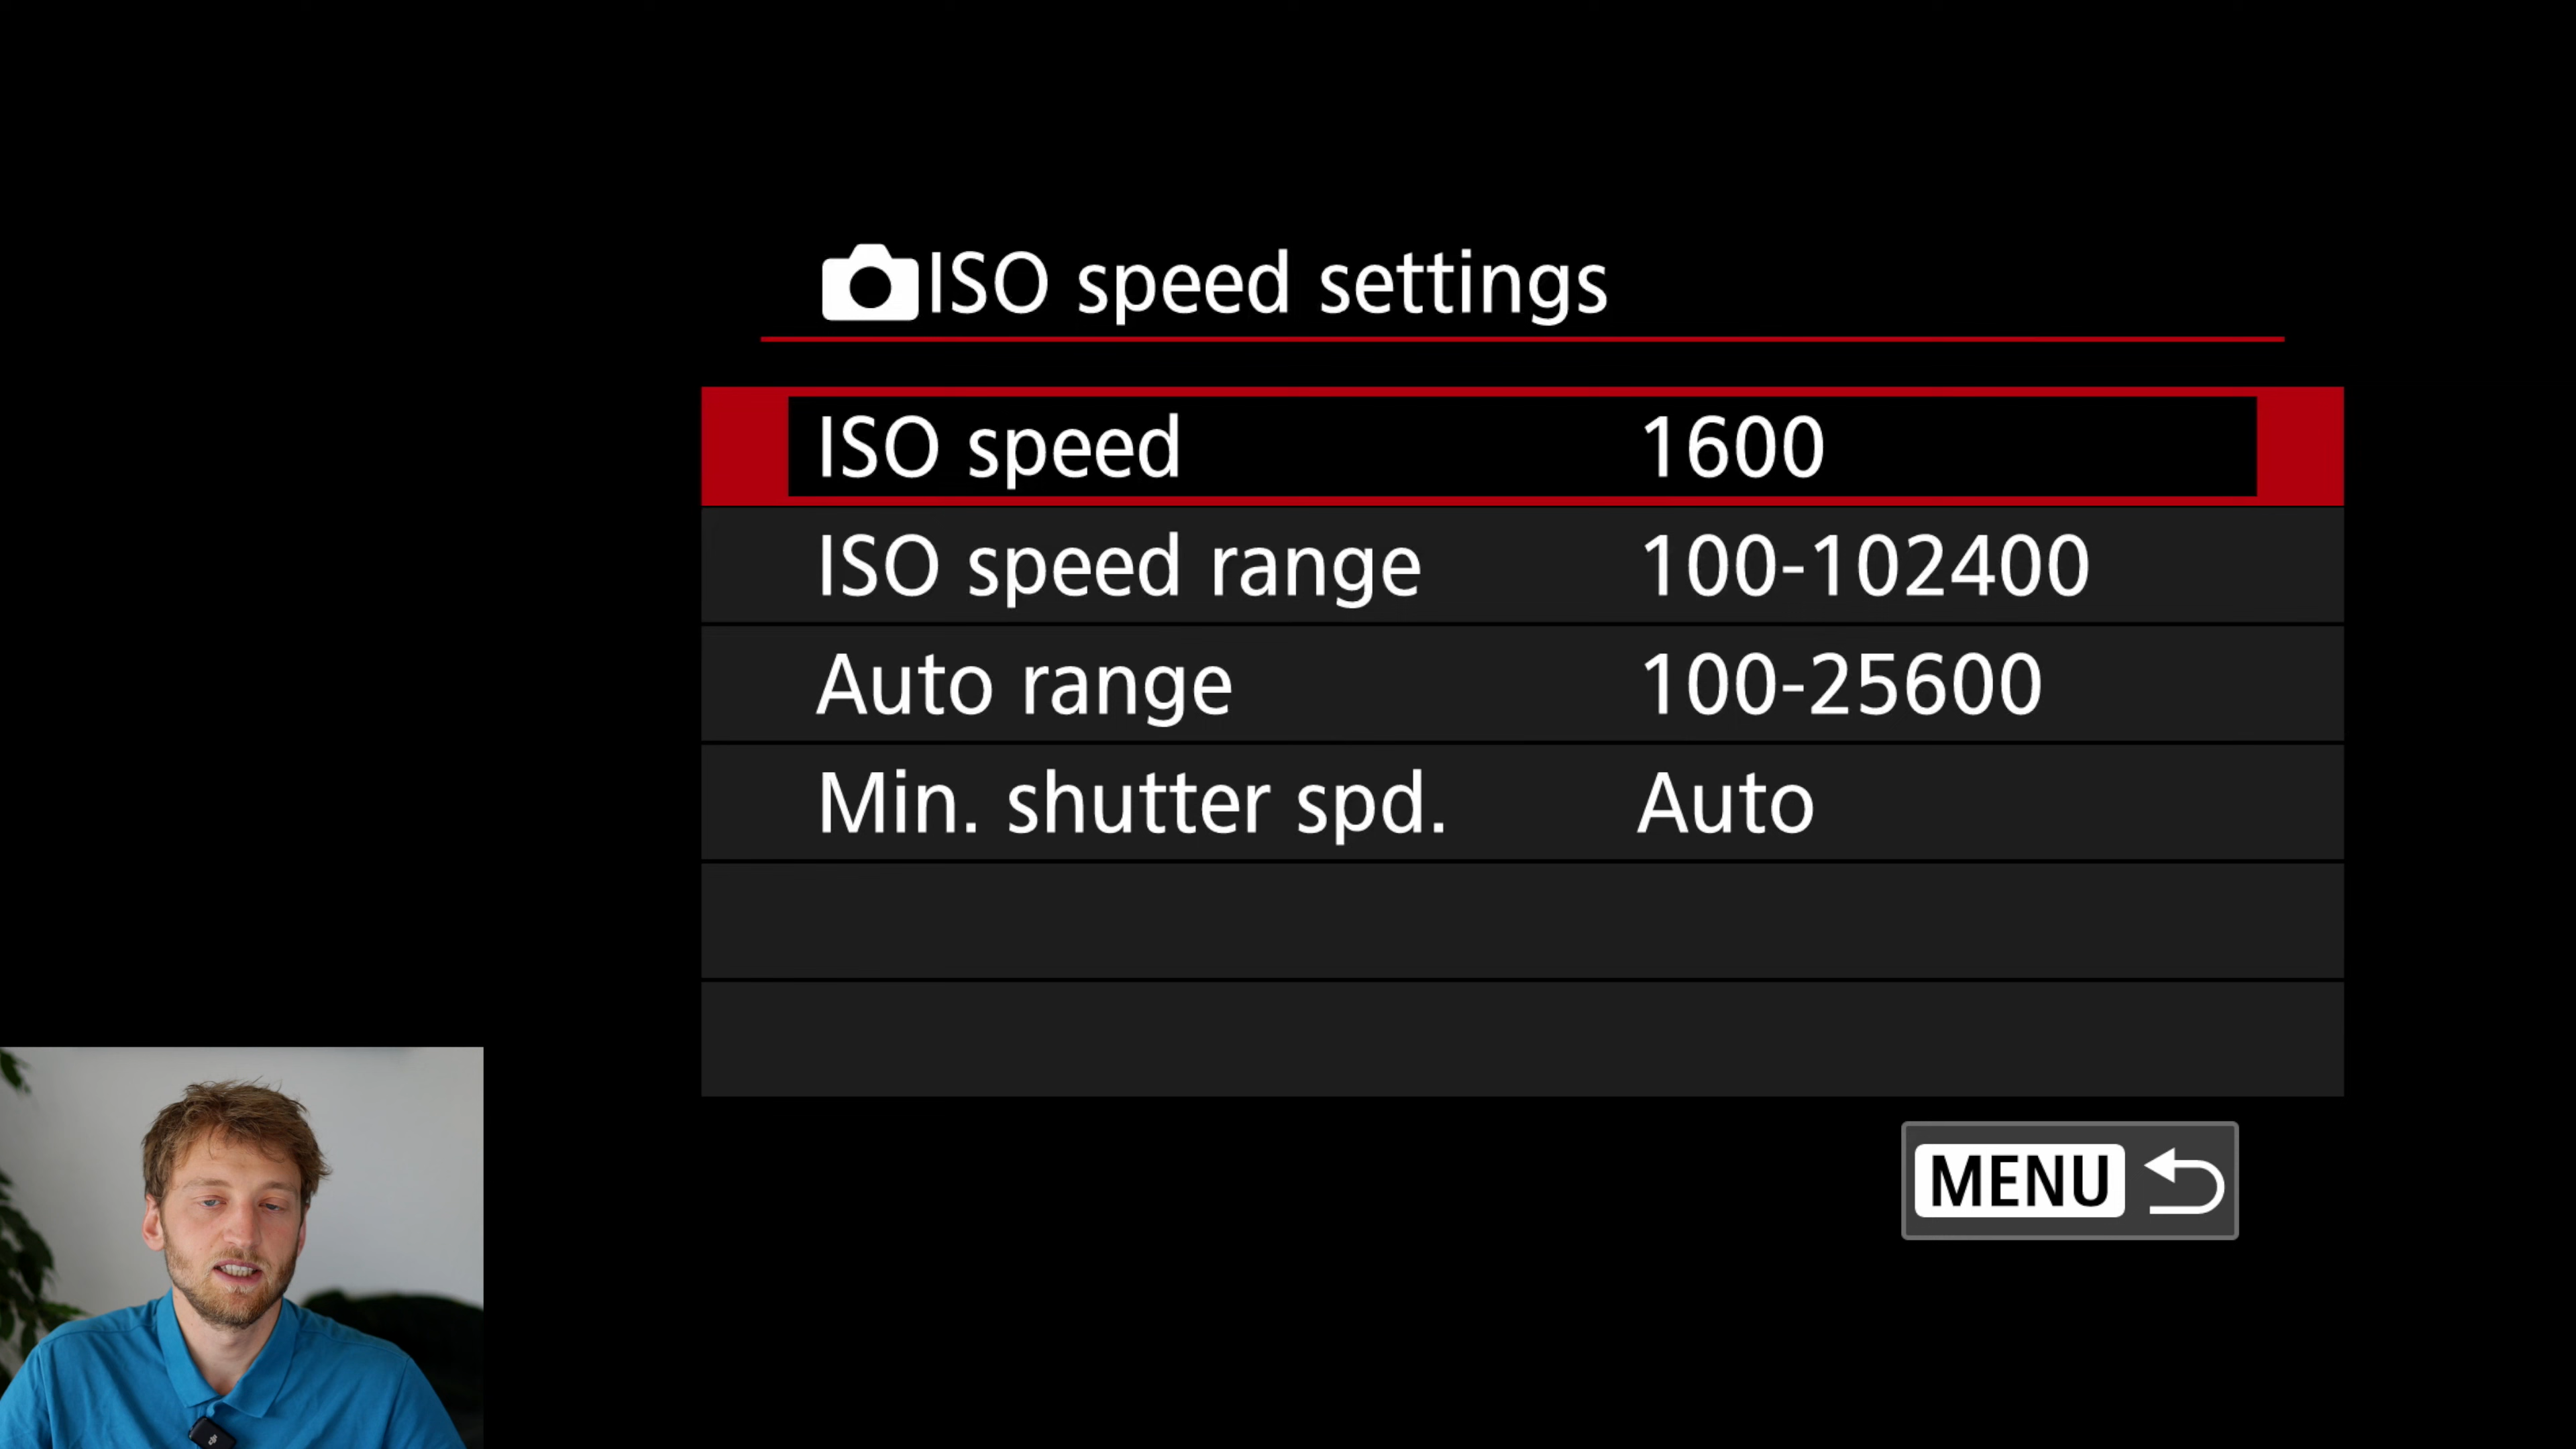 ISO speed settings
ISO speed 1600
ISO speed range 100-102400
Auto range 100-25600
Min. shutter spd. Auto
MENU